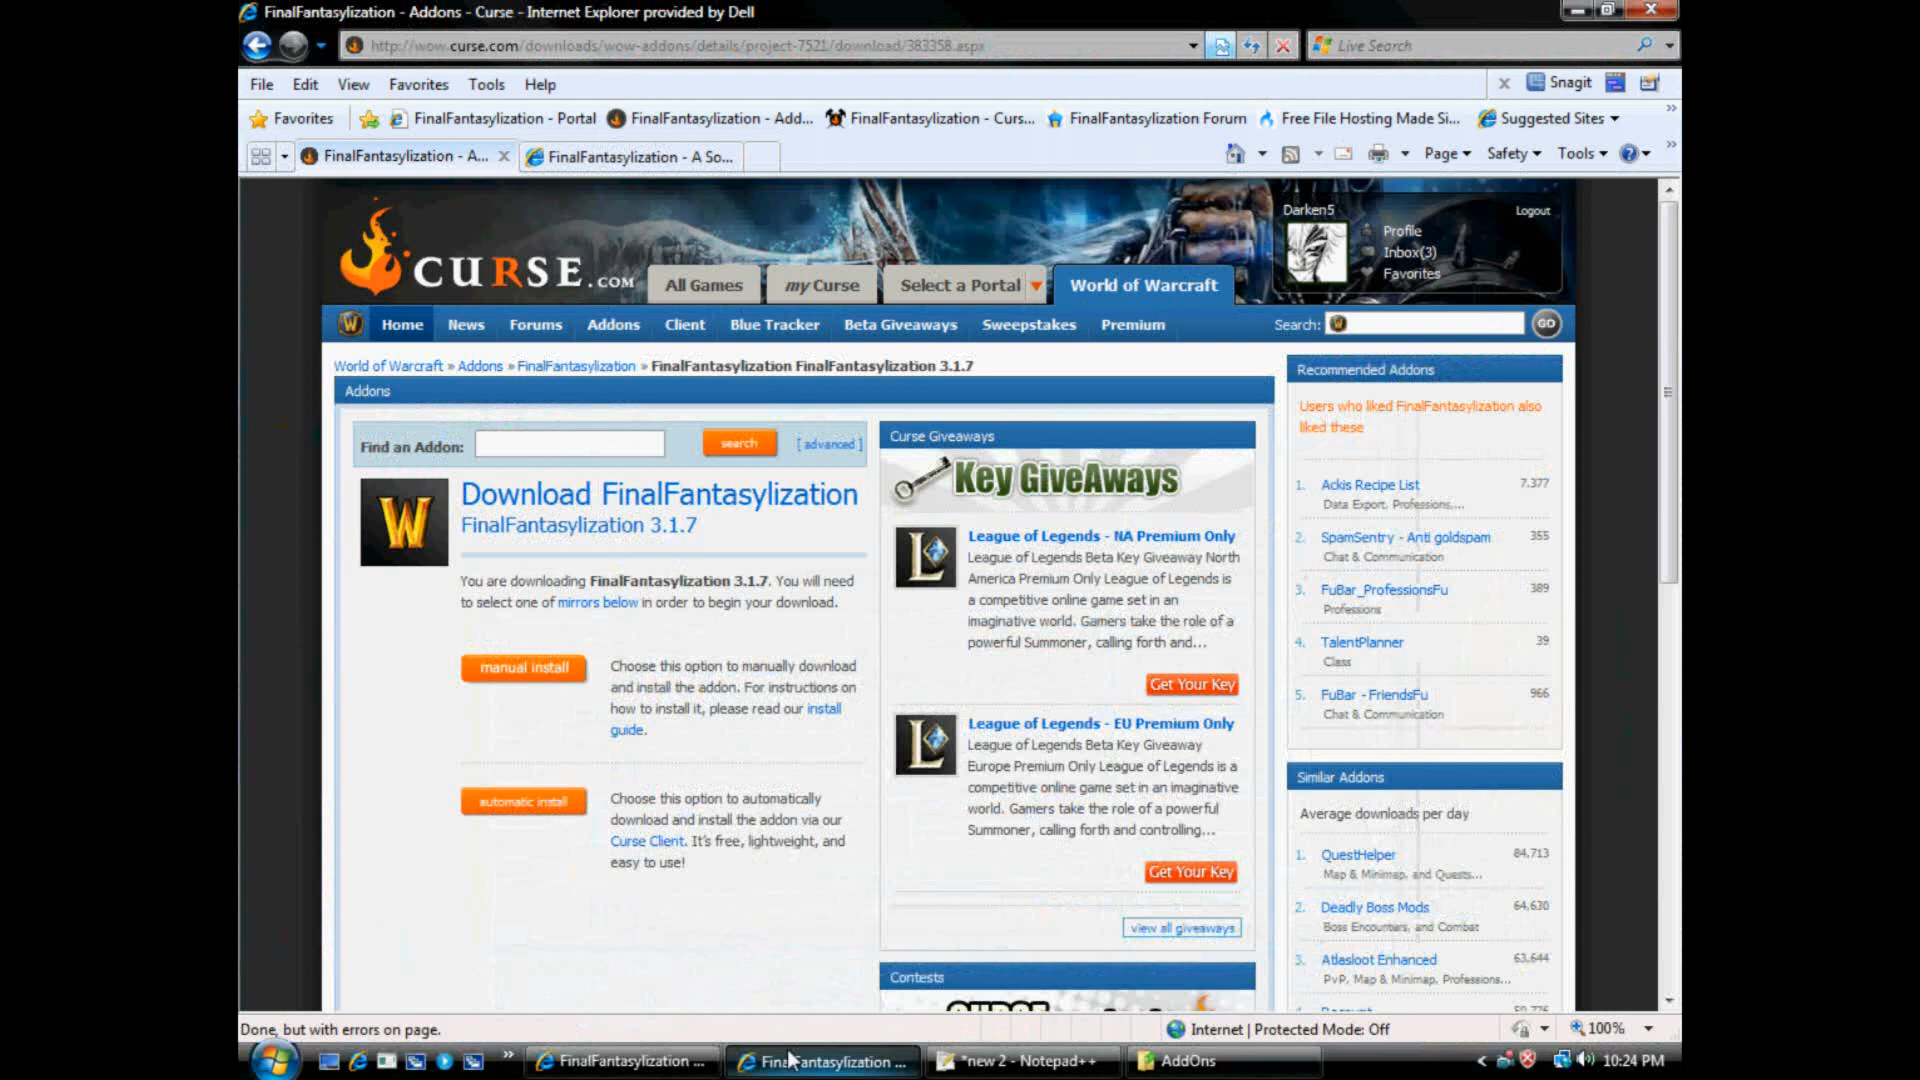 FinalFantasylization - Addons - Curse - Internet Explorer provided by Dell
http://wow.curse.com/downloads/wow-addons/details/project-7521/download/383358.aspx
Live Search
File Edit View Favorites Tools Help
Snagit
Favorites FinalFantasylization - Portal FinalFantasylization - Add... FinalFantasylization - Curs... FinalFantasylization Forum Free File Hosting Made Si... Suggested Sites
FinalFantasylization - A... FinalFantasylization - A So...
Page Safety Tools
CURSE.COM
All Games my Curse Select a Portal World of Warcraft
Darken5 Logout
Profile
Inbox(3)
Favorites
Home News Forums Addons Client Blue Tracker Beta Giveaways Sweepstakes Premium
Search: GO
World of Warcraft » Addons » FinalFantasylization » FinalFantasylization FinalFantasylization 3.1.7
Addons
Find an Addon: search [ advanced ]
Download FinalFantasylization
FinalFantasylization 3.1.7
You are downloading FinalFantasylization 3.1.7. You will need
to select one of mirrors below in order to begin your download.
manual install
Choose this option to manually download
and install the addon. For instructions on
how to install it, please read our install
guide.
automatic install
Choose this option to automatically
download and install the addon via our
Curse Client. It's free, lightweight, and
easy to use!
Curse Giveaways
Key GiveAways
League of Legends - NA Premium Only
League of Legends Beta Key Giveaway North
America Premium Only League of Legends is
a competitive online game set in an
imaginative world. Gamers take the role of a
powerful Summoner, calling forth and...
Get Your Key
League of Legends - EU Premium Only
League of Legends Beta Key Giveaway
Europe Premium Only League of Legends is a
competitive online game set in an imaginative
world. Gamers take the role of a powerful
Summoner, calling forth and controlling...
Get Your Key
view all giveaways
Contests
Recommended Addons
Users who liked FinalFantasylization also
liked these
1. Ackis Recipe List 7,377
Data Export, Professions,...
2. SpamSentry - Anti goldspam 355
Chat & Communication
3. FuBar_ProfessionsFu 389
Professions
4. TalentPlanner 39
Class
5. FuBar - FriendsFu 966
Chat & Communication
Similar Addons
Average downloads per day
1. QuestHelper 84,713
Map & Minimap, and Quests...
2. Deadly Boss Mods 64,630
Boss Encounters, and Combat
3. Atlasloot Enhanced 63,644
PvP, Map & Minimap, Professions...
Done, but with errors on page.
Internet | Protected Mode: Off
100%
FinalFantasylization ... FinalFantasylization ... *new 2 - Notepad++ AddOns
10:24 PM